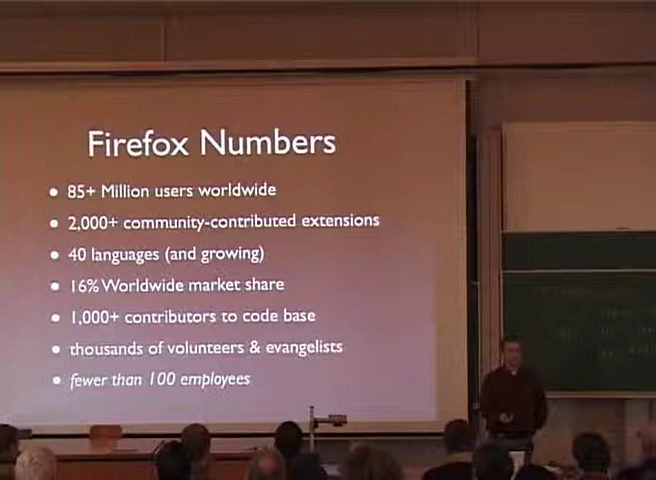 Firefox Numbers
85+ Million users worldwide
2,000+ community-contributed extensions
40 languages (and growing)
16% Worldwide market share
1,000+ contributors to code base
thousands of volunteers & evangelists
fewer than 100 employees